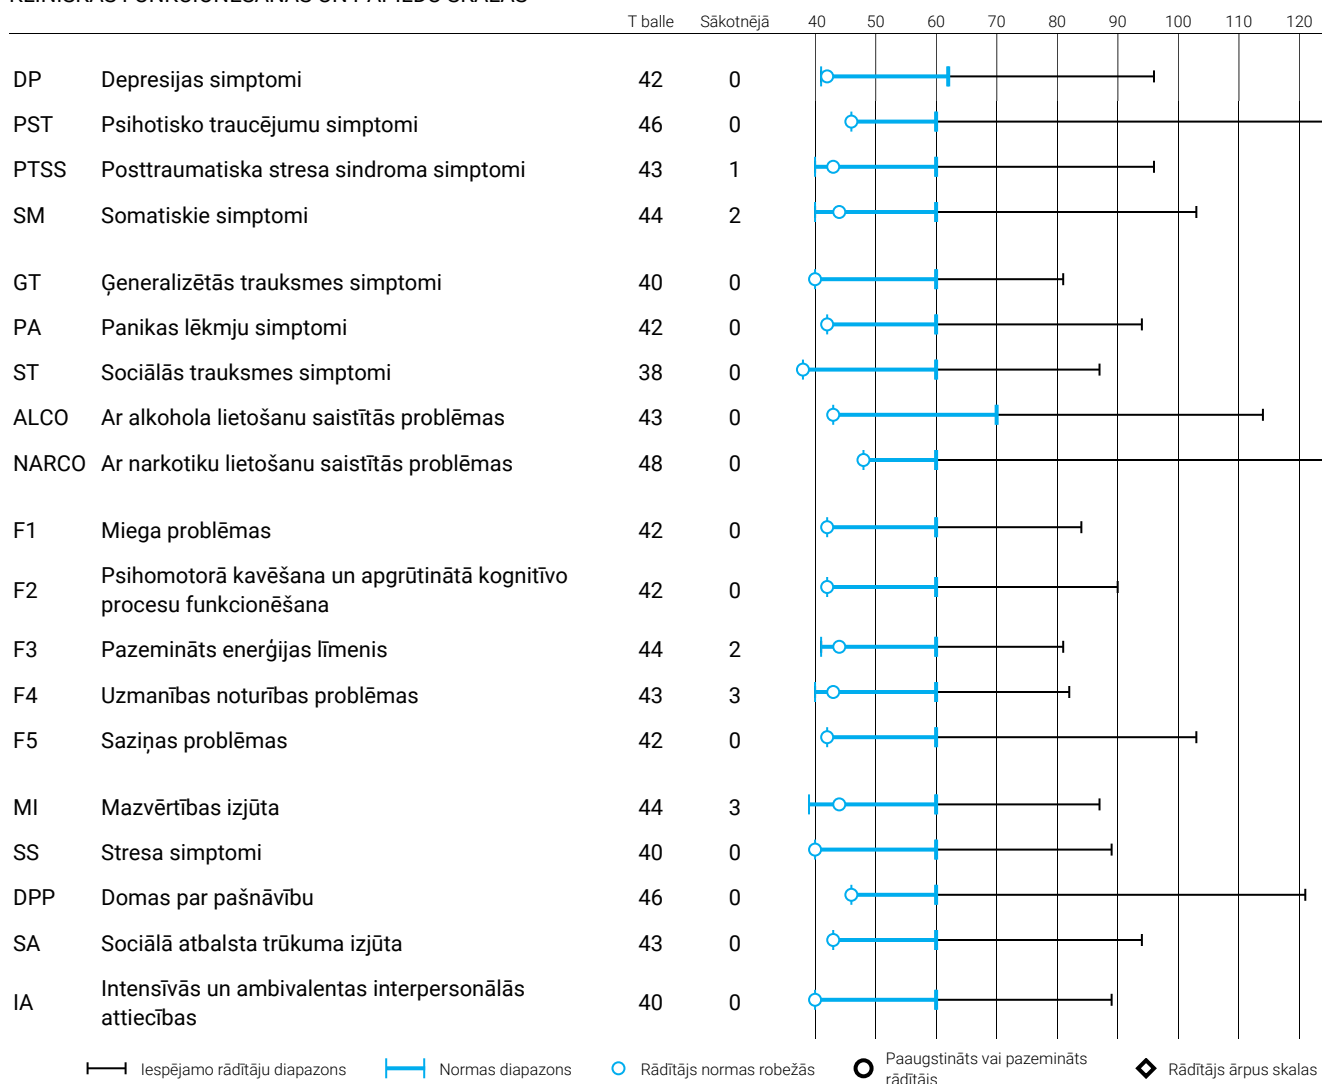 KLĪNISKĀS FUNKCIONĒŠANAS UN PAPILDU SKALAS
T balle Sākotnējā 40 50 60 70 80 90 100 110 120
DP Depresijas simptomi 42 0
PST Psihotisko traucējumu simptomi 46 0
PTSS Posttraumatiska stresa sindroma simptomi 43 1
SM Somatiskie simptomi 44 2
GT Ģeneralizētās trauksmes simptomi 40 0
PA Panikas lēkmju simptomi 42 0
ST Sociālās trauksmes simptomi 38 0
ALCO Ar alkohola lietošanu saistītās problēmas 43 0
NARCO Ar narkotiku lietošanu saistītās problēmas 48 0
F1 Miega problēmas 42 0
F2 Psihomotorā kavēšana un apgrūtinātā kognitīvo
procesu funkcionēšana 42 0
F3 Pazemināts enerģijas līmenis 44 2
F4 Uzmanības noturības problēmas 43 3
F5 Saziņas problēmas 42 0
MI Mazvērtības izjūta 44 3
SS Stresa simptomi 40 0
DPP Domas par pašnāvību 46 0
SA Sociālā atbalsta trūkuma izjūta 43 0
IA Intensīvās un ambivalentas interpersonālās
attiecības 40 0
Iespējamo rādītāju diapazons Normas diapazons Rādītājs normas robežās Paaugstināts vai pazemināts
rādītājs Rādītājs ārpus skalas